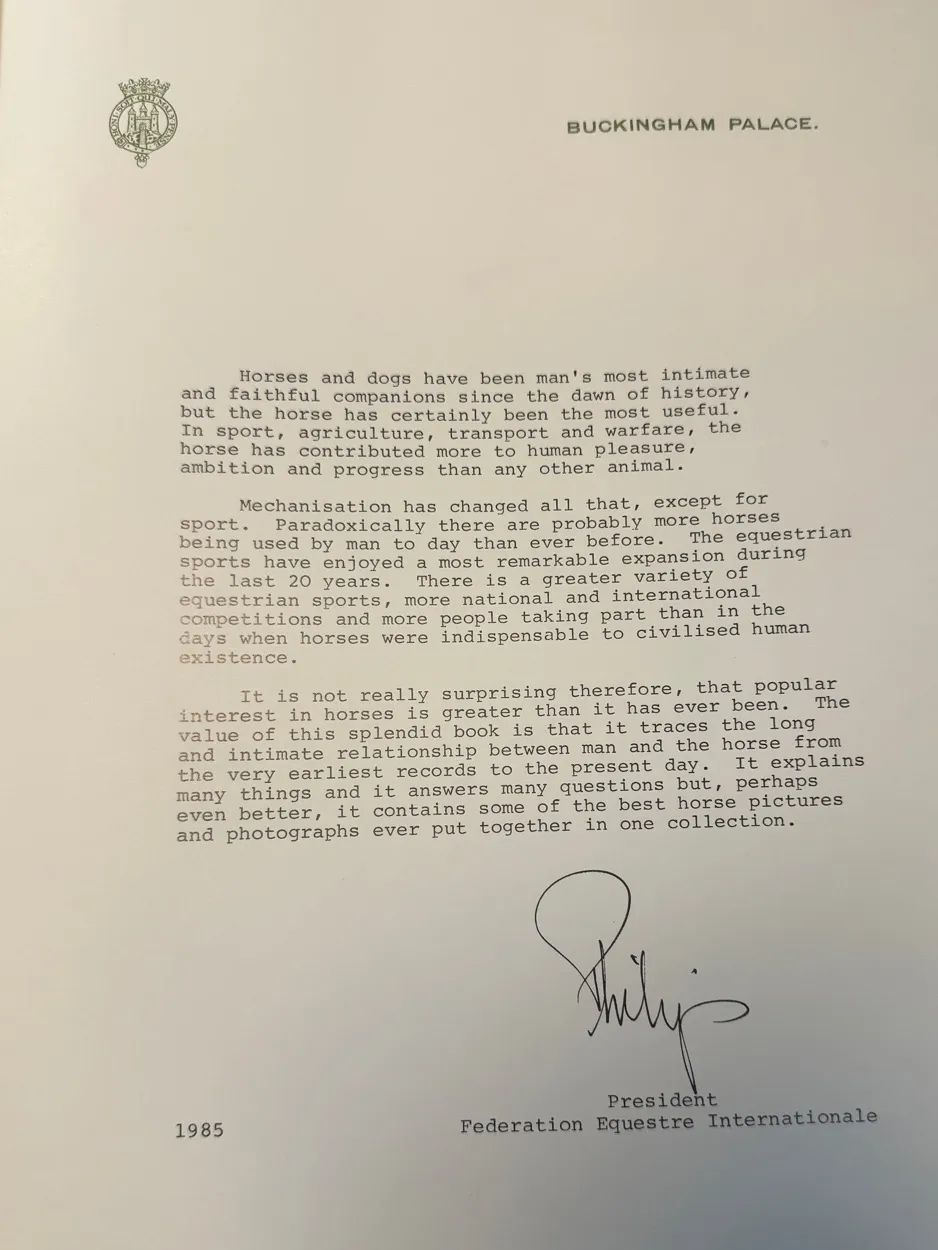 HONI·SOIT·QUI·MAL·Y·PENSE
BUCKINGHAM PALACE.
Horses and dogs have been man's most intimate
and faithful companions since the dawn of history,
but the horse has certainly been the most useful.
In sport, agriculture, transport and warfare, the
horse has contributed more to human pleasure,
ambition and progress than any other animal.
Mechanisation has changed all that, except for
sport. Paradoxically there are probably more horses
being used by man to day than ever before. The equestrian
sports have enjoyed a most remarkable expansion during
the last 20 years. There is a greater variety of
equestrian sports, more national and international
competitions and more people taking part than in the
days when horses were indispensable to civilised human
existence.
It is not really surprising therefore, that popular
interest in horses is greater than it has ever been. The
value of this splendid book is that it traces the long
and intimate relationship between man and the horse from
the very earliest records to the present day. It explains
many things and it answers many questions but, perhaps
even better, it contains some of the best horse pictures
and photographs ever put together in one collection.
Philip
President
Federation Equestre Internationale
1985